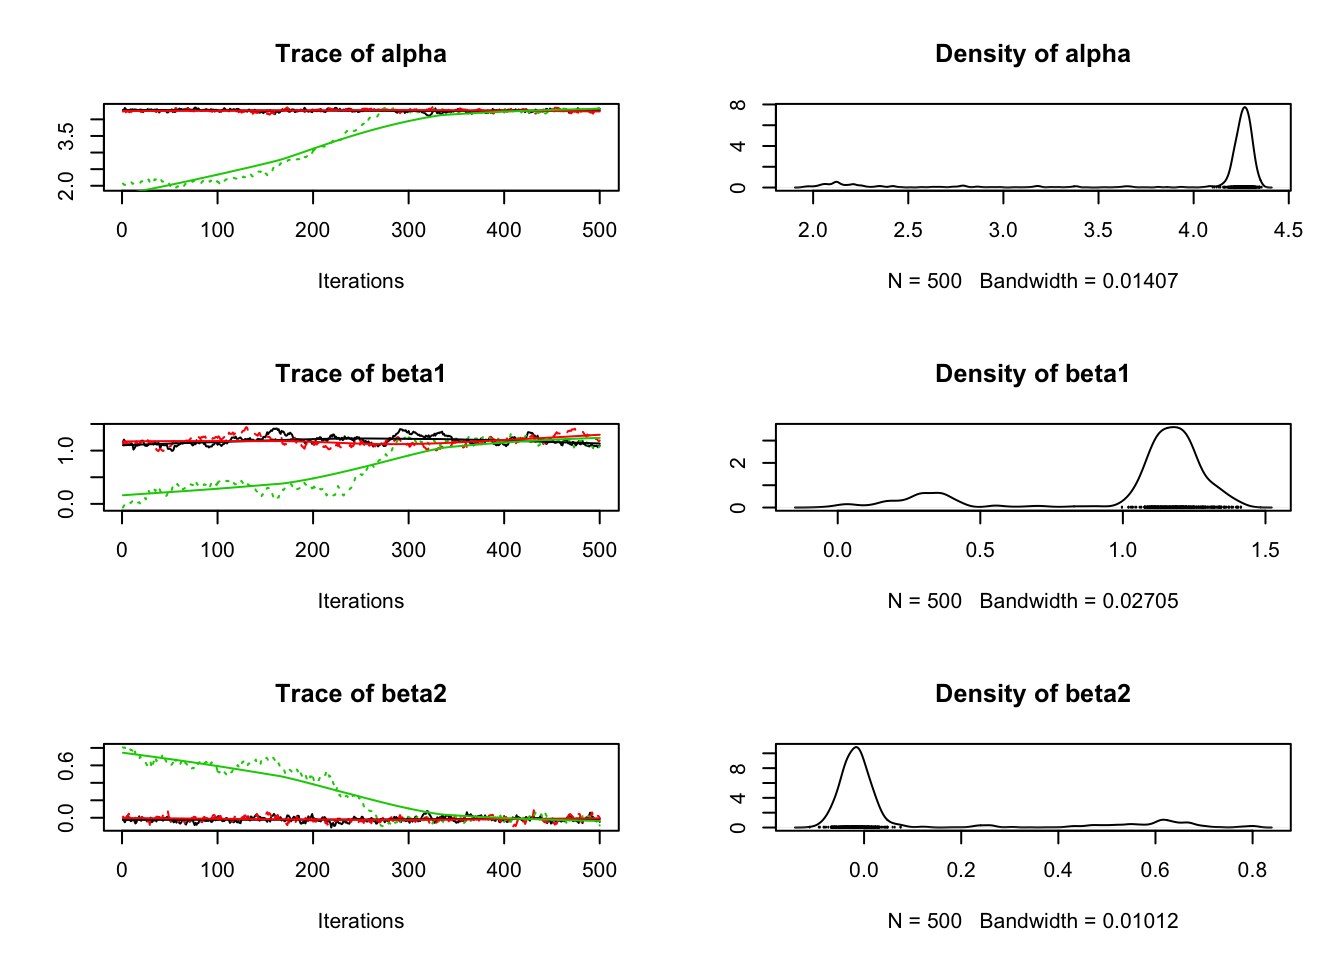 Trace of alpha
3.5
2.0
0 100 200 300 400 500
Iterations
Density of alpha
8
4
0
2.0 2.5 3.0 3.5 4.0 4.5
N = 500 Bandwidth = 0.01407
Trace of beta1
1.0
0.0
0 100 200 300 400 500
Iterations
Density of beta1
2
0
0.0 0.5 1.0 1.5
N = 500 Bandwidth = 0.02705
Trace of beta2
0.6
0.0
0 100 200 300 400 500
Iterations
Density of beta2
8
4
0
0.0 0.2 0.4 0.6 0.8
N = 500 Bandwidth = 0.01012